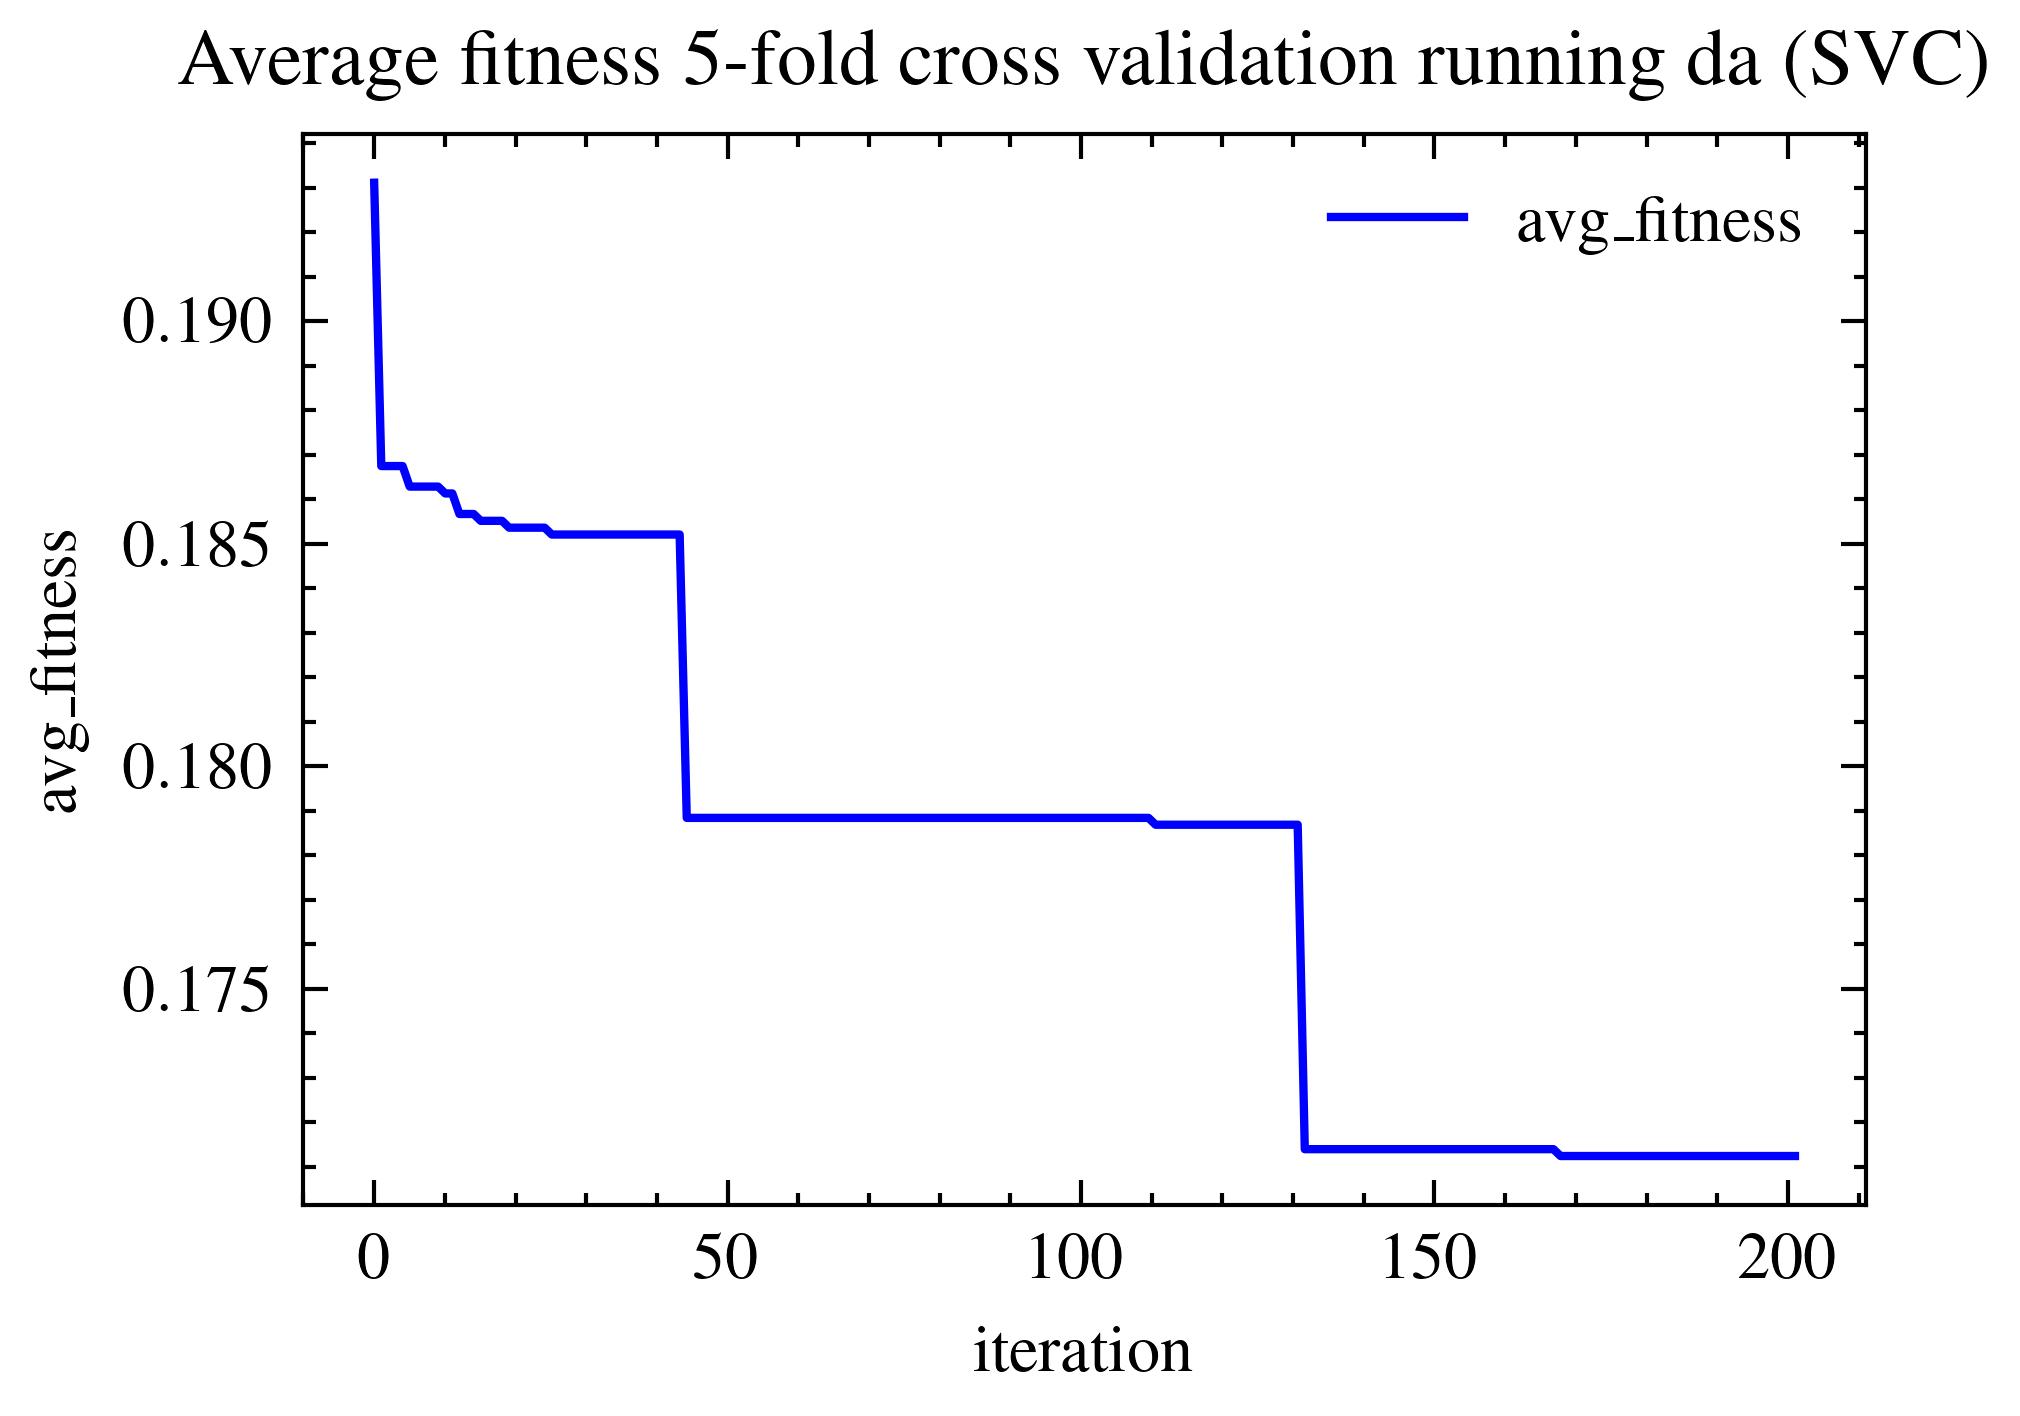 Average fitness 5-fold cross validation running da (SVC)
avg_fitness
0.190
0.185
0.180
0.175
avg_fitness
0
50
100
150
200
iteration